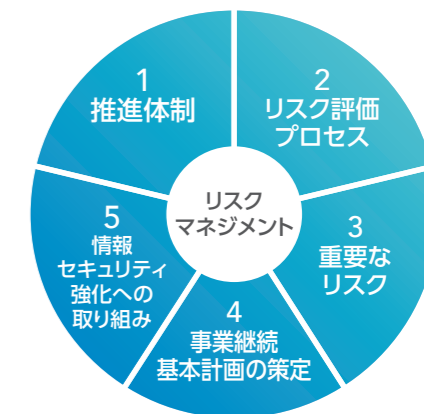 1
推進体制
2
リスク評価
プロセス
リスク
マネジメント
3
重要な
リスク
4
事業継続
基本計画の策定
5
情報
セキュリティ
強化への
取り組み